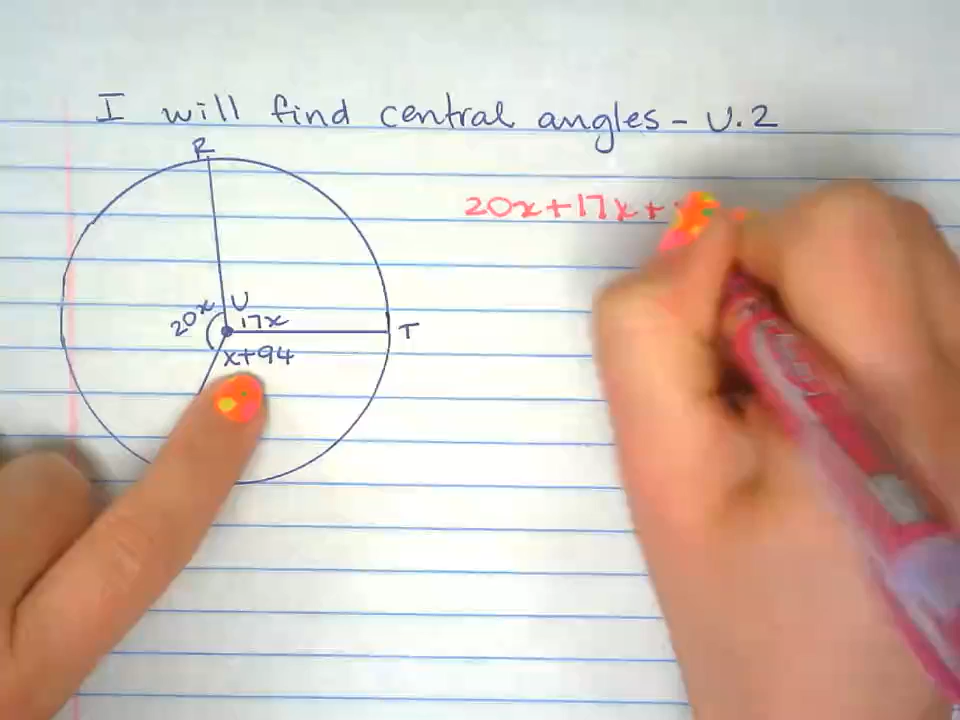 I will find central angles - U.2
R
20x+17x+
20x
U
17x
T
x+94